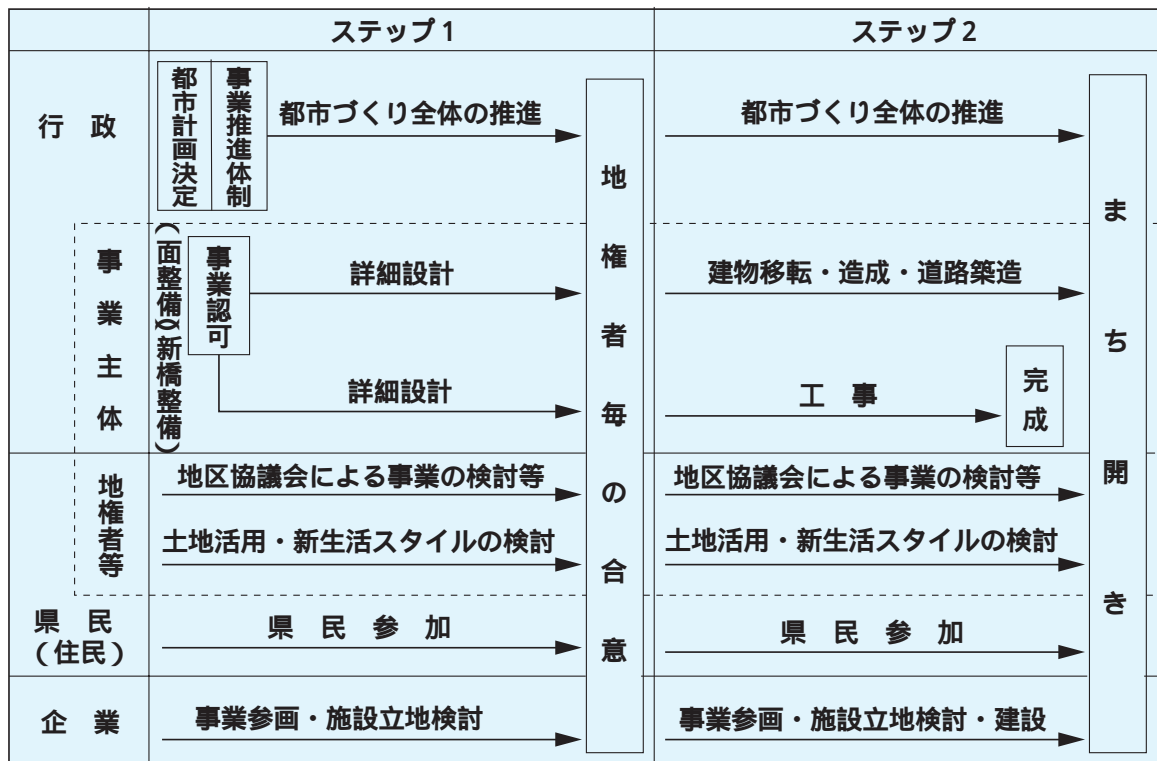 ステップ1
ステップ2
行 政
都市計画決定
事業推進体制
都市づくり全体の推進
都市づくり全体の推進
事業主体
（面整備）
（新橋整備）
事業認可
詳細設計
建物移転・造成・道路築造
詳細設計
工 事
完成
地権者等
地区協議会による事業の検討等
地区協議会による事業の検討等
土地活用・新生活スタイルの検討
土地活用・新生活スタイルの検討
県 民
（住民）
県 民 参 加
県 民 参 加
企 業
事業参画・施設立地検討
事業参画・施設立地検討・建設
地権者毎の合意
まち開き